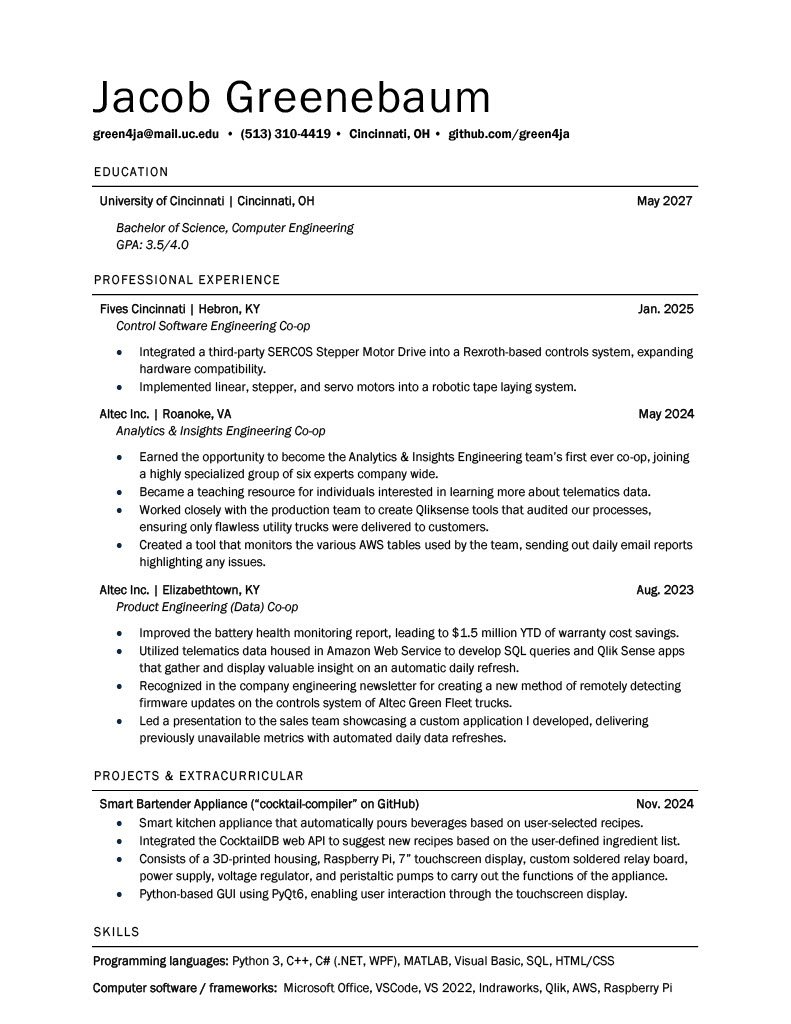 Jacob Greenebaum
green4ja@mail.uc.edu • (513) 310-4419 • Cincinnati, OH • github.com/green4ja
EDUCATION
University of Cincinnati | Cincinnati, OH May 2027
Bachelor of Science, Computer Engineering
GPA: 3.5/4.0
PROFESSIONAL EXPERIENCE
Fives Cincinnati | Hebron, KY Jan. 2025
Control Software Engineering Co-op
• Integrated a third-party SERCOS Stepper Motor Drive into a Rexroth-based controls system, expanding
hardware compatibility.
• Implemented linear, stepper, and servo motors into a robotic tape laying system.
Altec Inc. | Roanoke, VA May 2024
Analytics & Insights Engineering Co-op
• Earned the opportunity to become the Analytics & Insights Engineering team’s first ever co-op, joining
a highly specialized group of six experts company wide.
• Became a teaching resource for individuals interested in learning more about telematics data.
• Worked closely with the production team to create Qliksense tools that audited our processes,
ensuring only flawless utility trucks were delivered to customers.
• Created a tool that monitors the various AWS tables used by the team, sending out daily email reports
highlighting any issues.
Altec Inc. | Elizabethtown, KY Aug. 2023
Product Engineering (Data) Co-op
• Improved the battery health monitoring report, leading to $1.5 million YTD of warranty cost savings.
• Utilized telematics data housed in Amazon Web Service to develop SQL queries and Qlik Sense apps
that gather and display valuable insight on an automatic daily refresh.
• Recognized in the company engineering newsletter for creating a new method of remotely detecting
firmware updates on the controls system of Altec Green Fleet trucks.
• Led a presentation to the sales team showcasing a custom application I developed, delivering
previously unavailable metrics with automated daily data refreshes.
PROJECTS & EXTRACURRICULAR
Smart Bartender Appliance (“cocktail-compiler” on GitHub) Nov. 2024
• Smart kitchen appliance that automatically pours beverages based on user-selected recipes.
• Integrated the CocktailDB web API to suggest new recipes based on the user-defined ingredient list.
• Consists of a 3D-printed housing, Raspberry Pi, 7” touchscreen display, custom soldered relay board,
power supply, voltage regulator, and peristaltic pumps to carry out the functions of the appliance.
• Python-based GUI using PyQt6, enabling user interaction through the touchscreen display.
SKILLS
Programming languages: Python 3, C++, C# (.NET, WPF), MATLAB, Visual Basic, SQL, HTML/CSS
Computer software / frameworks: Microsoft Office, VSCode, VS 2022, Indraworks, Qlik, AWS, Raspberry Pi